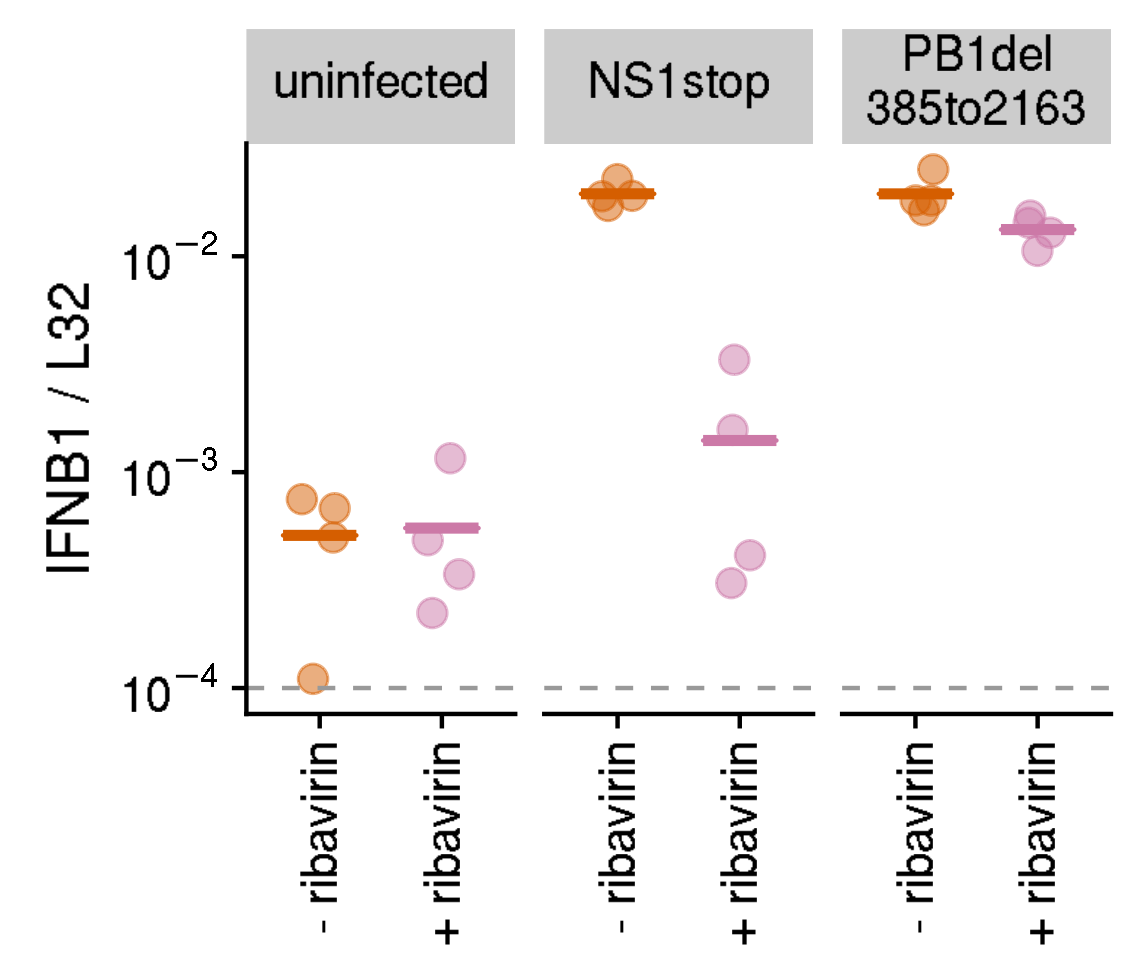 uninfected
NS1stop
PB1del
385to2163
IFNB1 / L32
10⁻²
10⁻³
10⁻⁴
- ribavirin
+ ribavirin
- ribavirin
+ ribavirin
- ribavirin
+ ribavirin